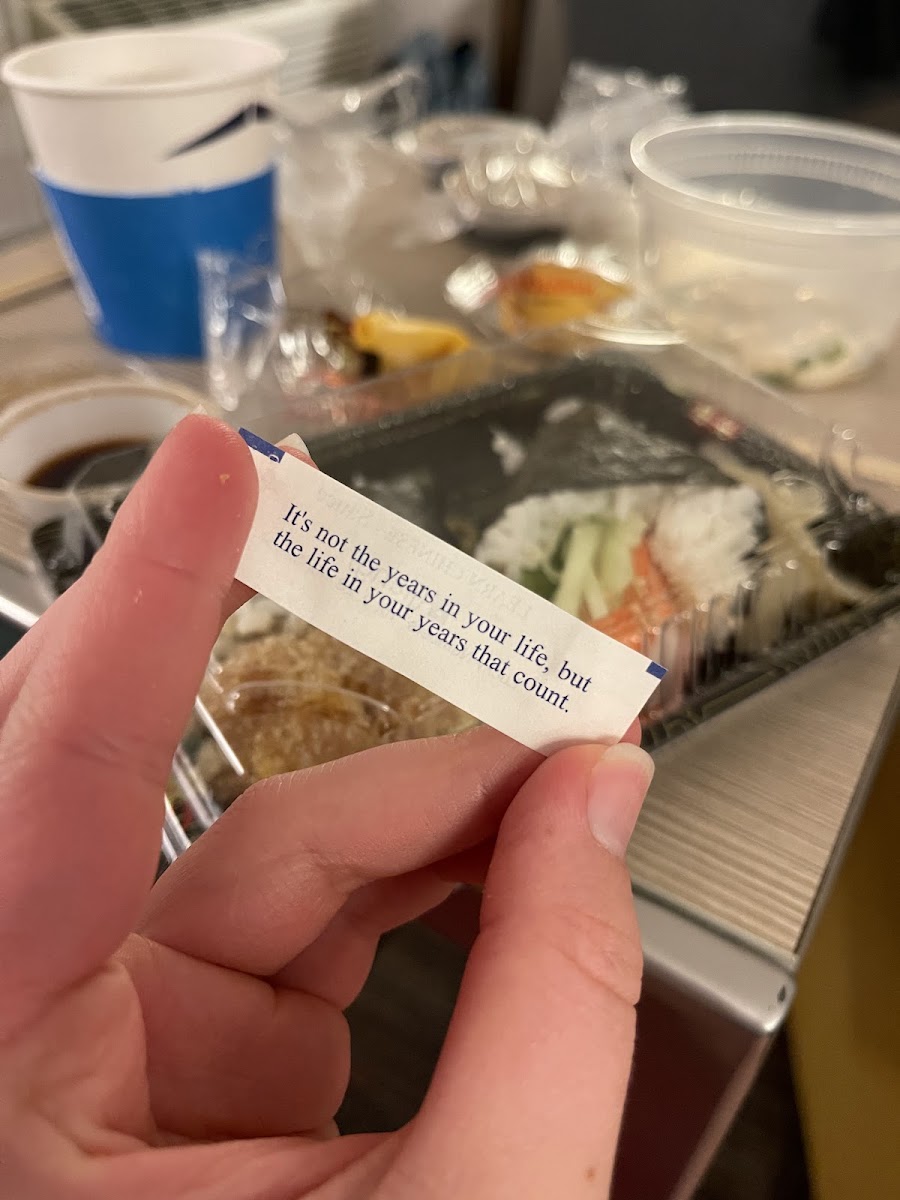 It's not the years in your life, but
the life in your years that count.